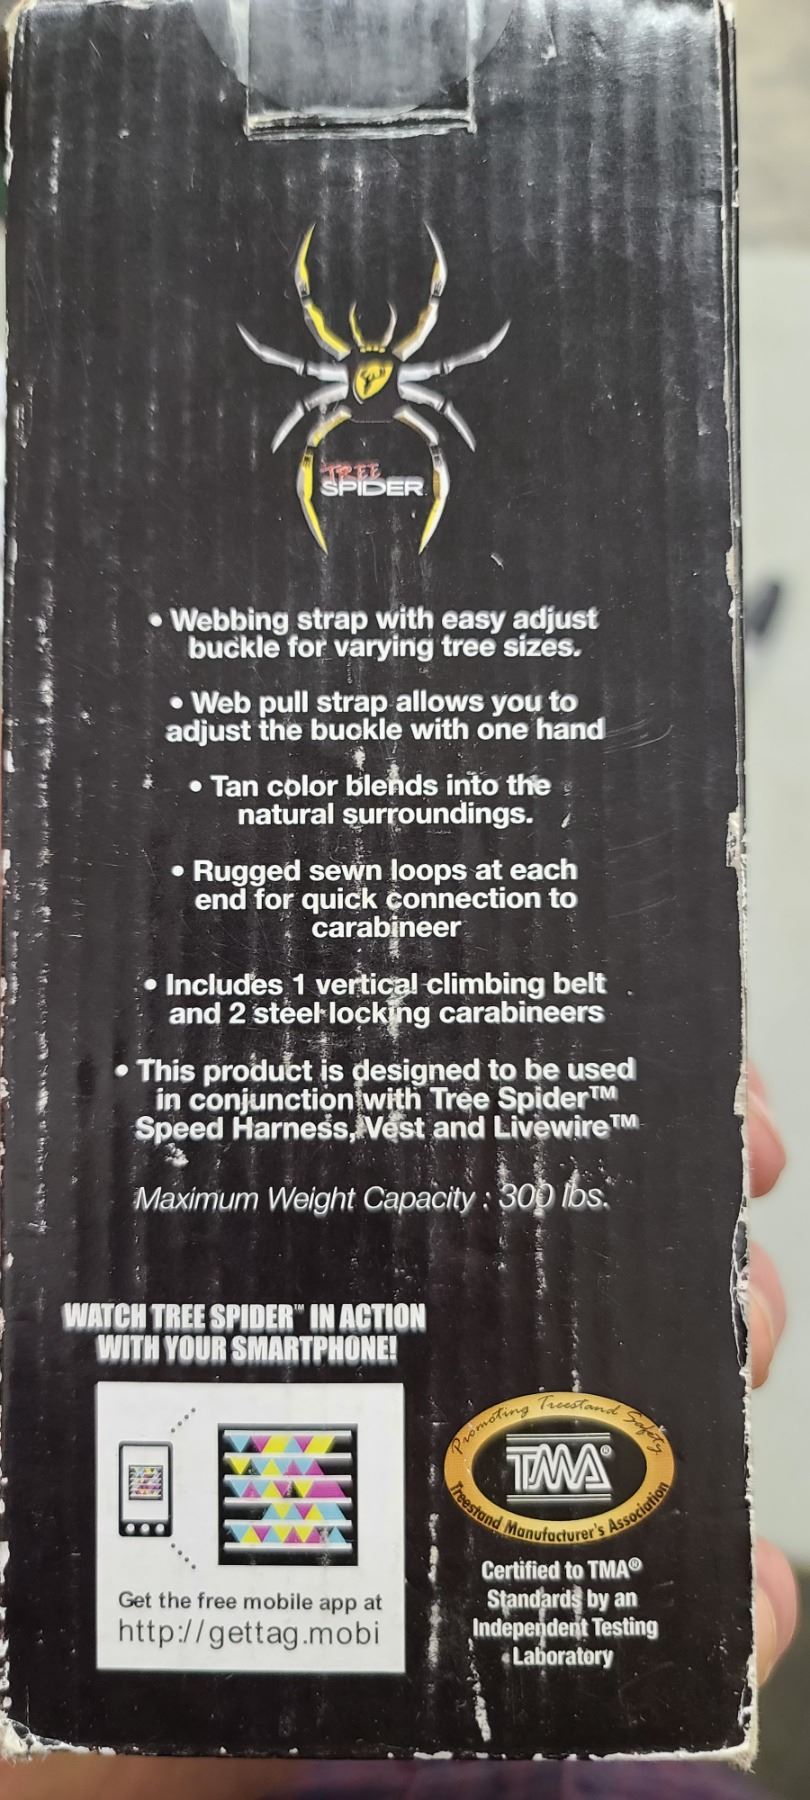 TREE
SPIDER
• Webbing strap with easy adjust
buckle for varying tree sizes.
• Web pull strap allows you to
adjust the buckle with one hand
• Tan color blends into the
natural surroundings.
• Rugged sewn loops at each
end for quick connection to
carabineer
• Includes 1 vertical climbing belt
and 2 steel locking carabineers
• This product is designed to be used
in conjunction with Tree Spider™
Speed Harness, Vest and Livewire™
Maximum Weight Capacity : 300 lbs.
WATCH TREE SPIDER™ IN ACTION
WITH YOUR SMARTPHONE!
Get the free mobile app at
http://gettag.mobi
Promoting Treestand Safety
TMA®
Treestand Manufacturer's Association
Certified to TMA®
Standards by an
Independent Testing
Laboratory